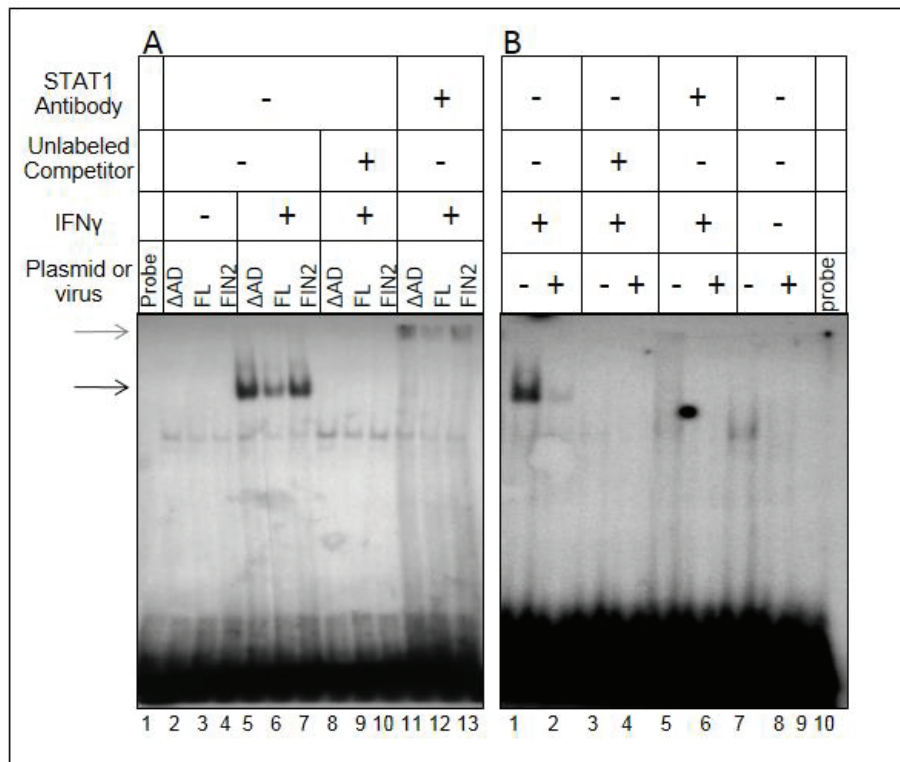 A B
STAT1
Antibody
- + - - + -
Unlabeled
Competitor
- + - - + - -
IFNγ
- + + + + + + -
Plasmid or
virus
Probe ΔAD FL FIN2 ΔAD FL FIN2 ΔAD FL FIN2 ΔAD FL FIN2 - + - + - + - + probe
1 2 3 4 5 6 7 8 9 10 11 12 13 1 2 3 4 5 6 7 8 9 10